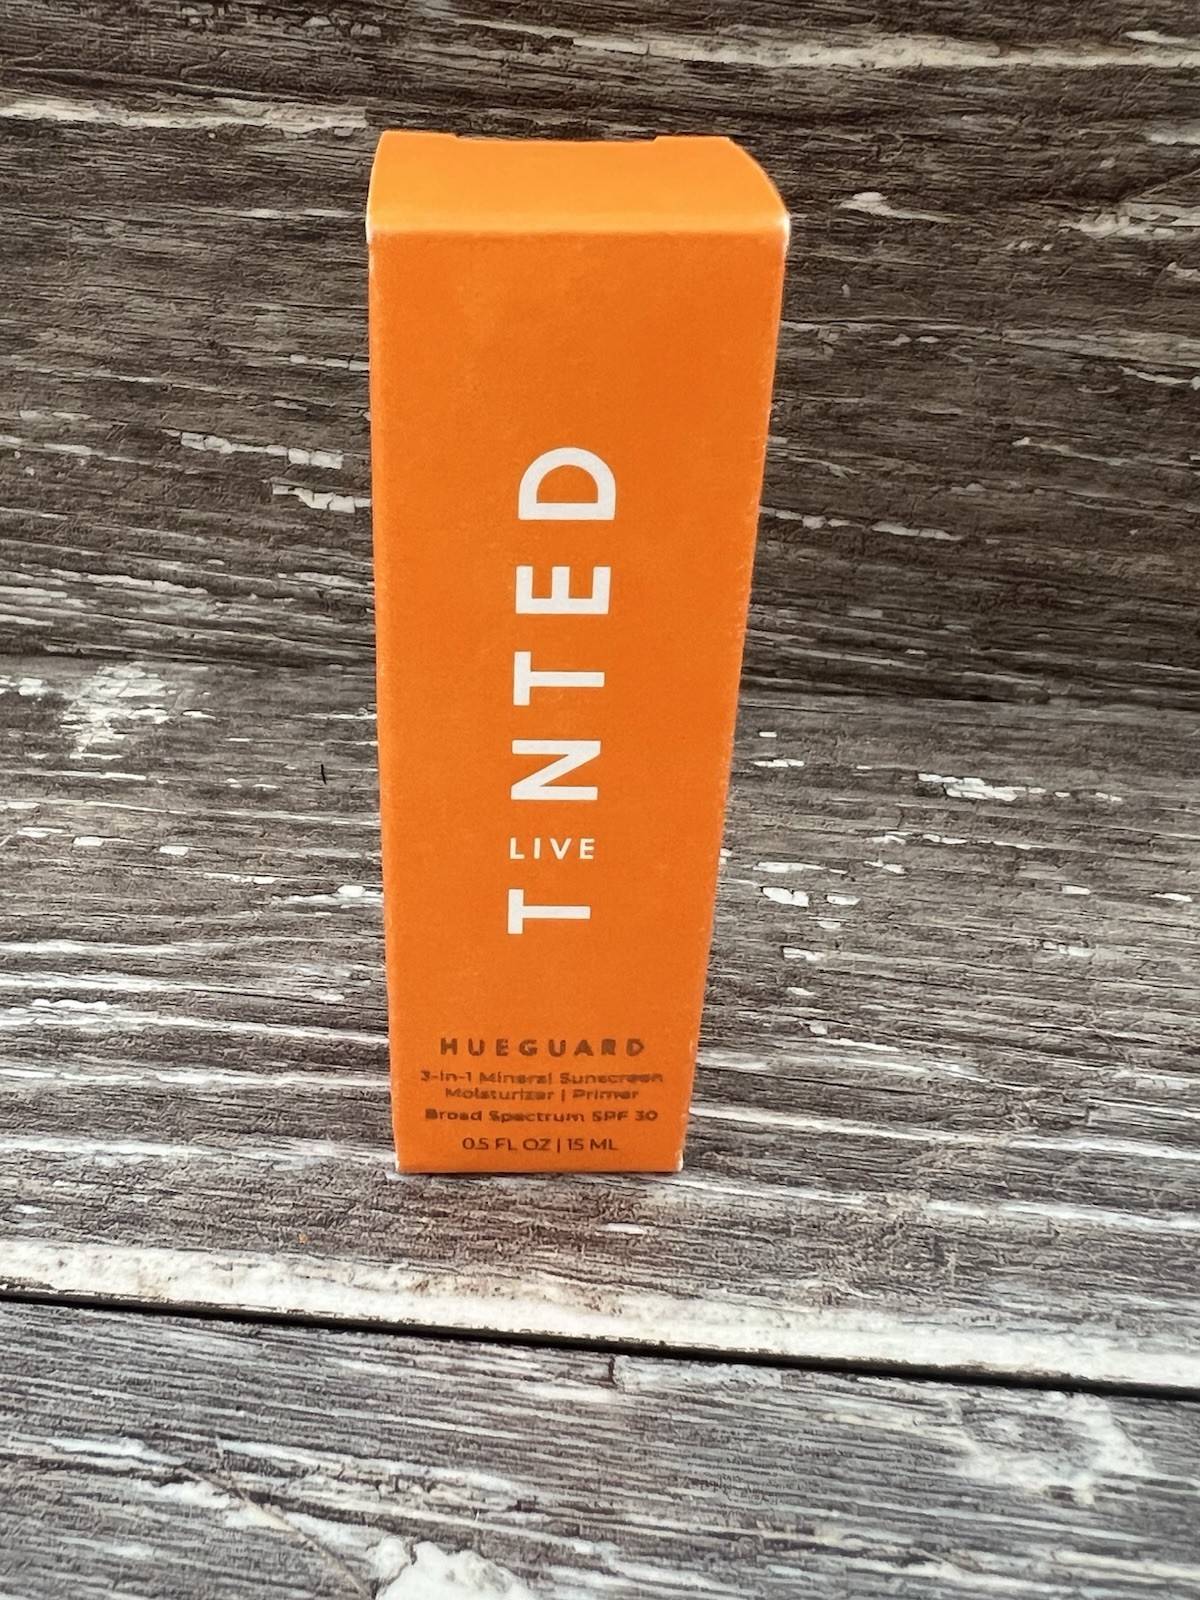 T LIVE NTED
HUEGUARD
3-in-1 Mineral Sunscreen
Moisturizer | Primer
Broad Spectrum SPF 30
0.5 FL OZ | 15 ML